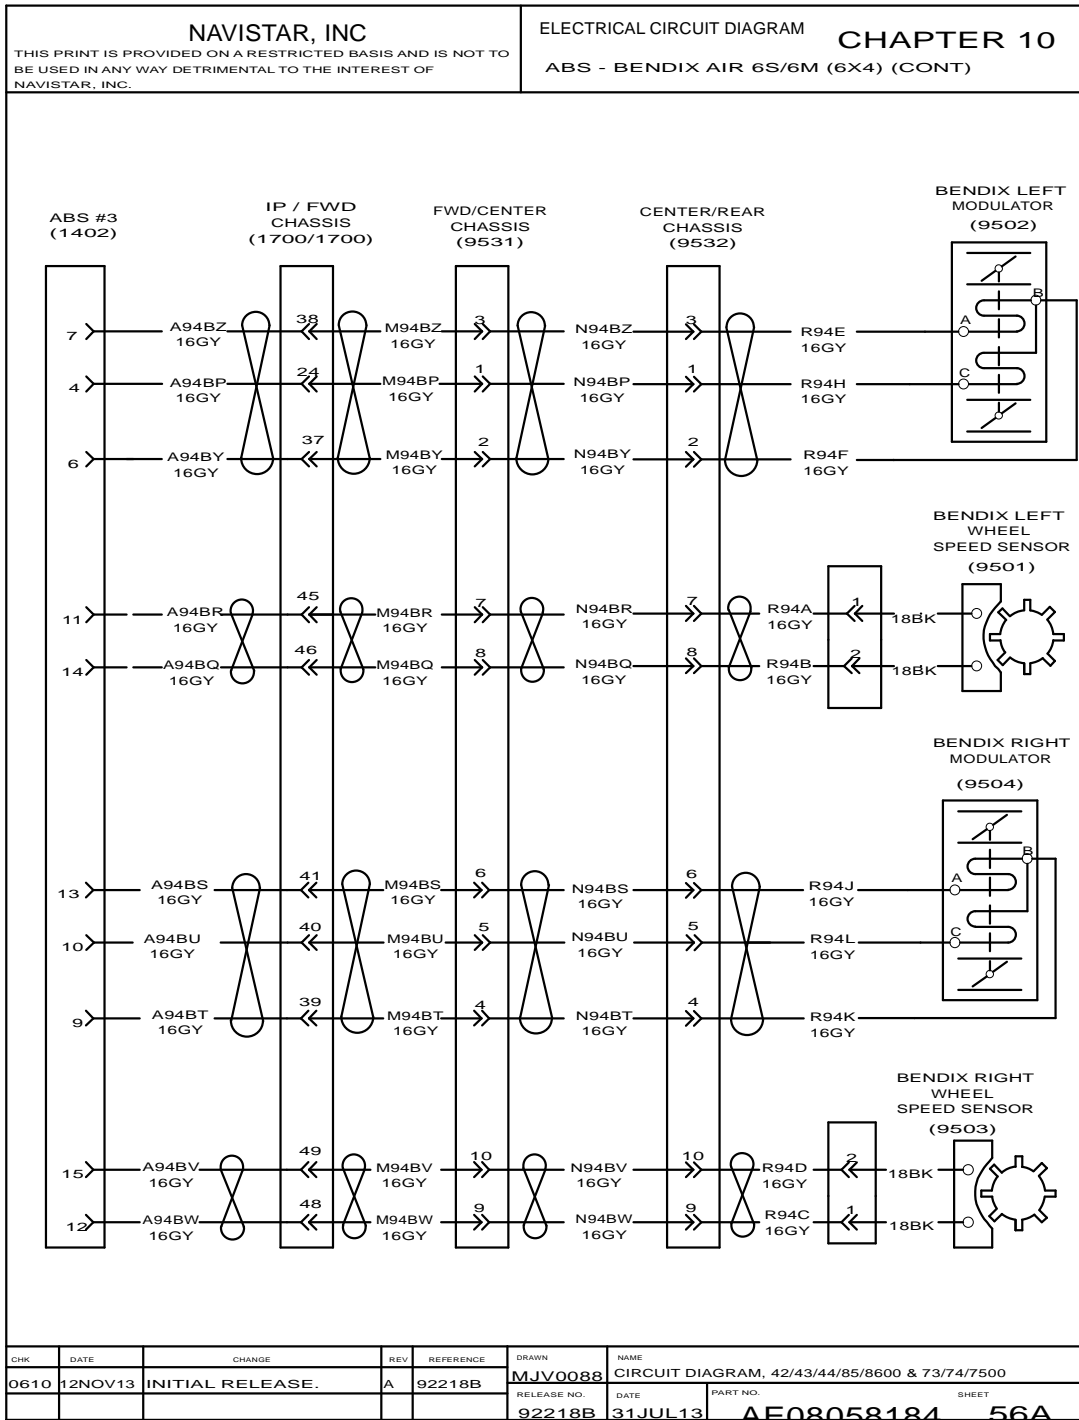 NAVISTAR, INC
THIS PRINT IS PROVIDED ON A RESTRICTED BASIS AND IS NOT TO
BE USED IN ANY WAY DETRIMENTAL TO THE INTEREST OF
NAVISTAR, INC.
ELECTRICAL CIRCUIT DIAGRAM
CHAPTER 10
ABS - BENDIX AIR 6S/6M (6X4) (CONT)
ABS #3
(1402)
IP / FWD
CHASSIS
(1700/1700)
FWD/CENTER
CHASSIS
(9531)
CENTER/REAR
CHASSIS
(9532)
BENDIX LEFT
MODULATOR
(9502)
7 A94BZ 38 M94BZ 3 N94BZ 3 R94E A B
16GY 16GY 16GY 16GY
4 A94BP 24 M94BP 1 N94BP 1 R94H C
16GY 16GY 16GY 16GY
6 A94BY 37 M94BY 2 N94BY 2 R94F
16GY 16GY 16GY 16GY
BENDIX LEFT
WHEEL
SPEED SENSOR
(9501)
11 A94BR 45 M94BR 7 N94BR 7 R94A 1 18BK
16GY 16GY 16GY 16GY
14 A94BQ 46 M94BQ 8 N94BQ 8 R94B 2 18BK
16GY 16GY 16GY 16GY
BENDIX RIGHT
MODULATOR
(9504)
13 A94BS 41 M94BS 6 N94BS 6 R94J A B
16GY 16GY 16GY 16GY
10 A94BU 40 M94BU 5 N94BU 5 R94L C
16GY 16GY 16GY 16GY
9 A94BT 39 M94BT 4 N94BT 4 R94K
16GY 16GY 16GY 16GY
BENDIX RIGHT
WHEEL
SPEED SENSOR
(9503)
15 A94BV 49 M94BV 10 N94BV 10 R94D 2 18BK
16GY 16GY 16GY 16GY
12 A94BW 48 M94BW 9 N94BW 9 R94C 1 18BK
16GY 16GY 16GY 16GY
CHK DATE CHANGE REV REFERENCE
0610 12NOV13 INITIAL RELEASE. A 92218B
DRAWN
MJV0088
NAME
CIRCUIT DIAGRAM, 42/43/44/85/8600 & 73/74/7500
RELEASE NO.
92218B
DATE
31JUL13
PART NO.
AE08058184
SHEET
56A